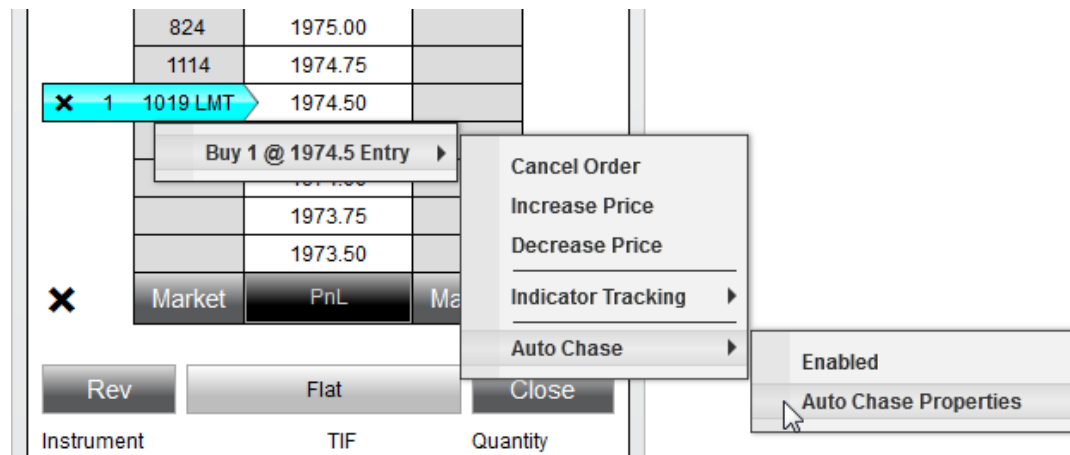 824 1975.00
1114 1974.75
× 1 1019 LMT 1974.50
Buy 1 @ 1974.5 Entry
Cancel Order
Increase Price
1973.75
Decrease Price
1973.50
Market PnL Ma
Indicator Tracking
Auto Chase
Enabled
Rev Flat Close
Auto Chase Properties
Instrument TIF Quantity